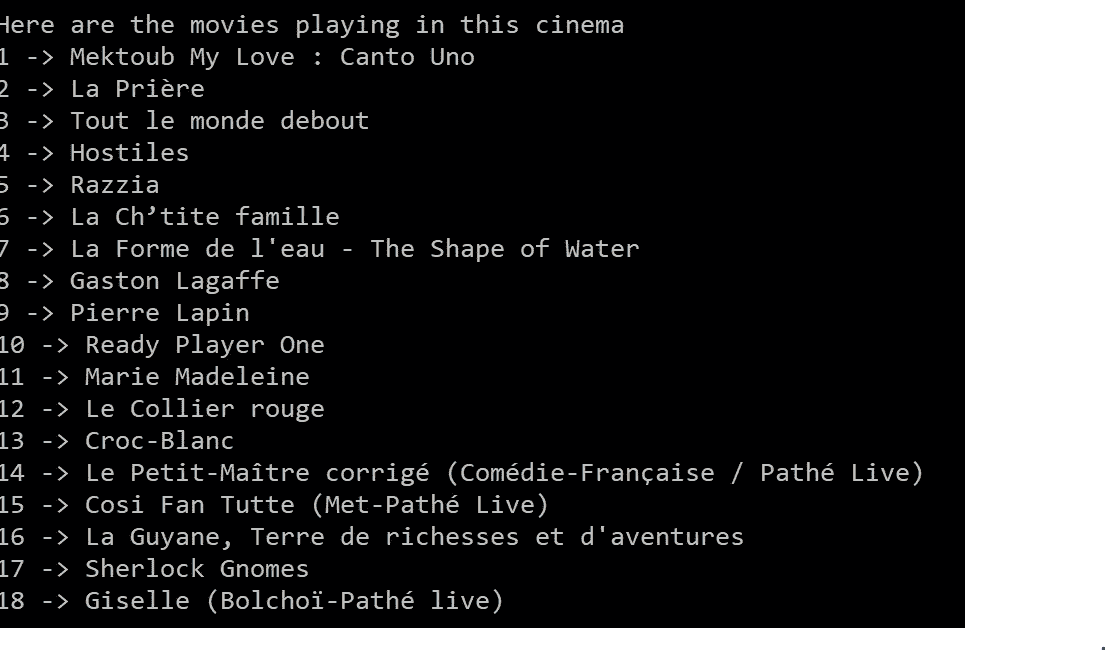 Here are the movies playing in this cinema
1 -> Mektoub My Love : Canto Uno
2 -> La Prière
3 -> Tout le monde debout
4 -> Hostiles
5 -> Razzia
6 -> La Ch’tite famille
7 -> La Forme de l'eau - The Shape of Water
8 -> Gaston Lagaffe
9 -> Pierre Lapin
10 -> Ready Player One
11 -> Marie Madeleine
12 -> Le Collier rouge
13 -> Croc-Blanc
14 -> Le Petit-Maître corrigé (Comédie-Française / Pathé Live)
15 -> Cosi Fan Tutte (Met-Pathé Live)
16 -> La Guyane, Terre de richesses et d'aventures
17 -> Sherlock Gnomes
18 -> Giselle (Bolchoï-Pathé live)